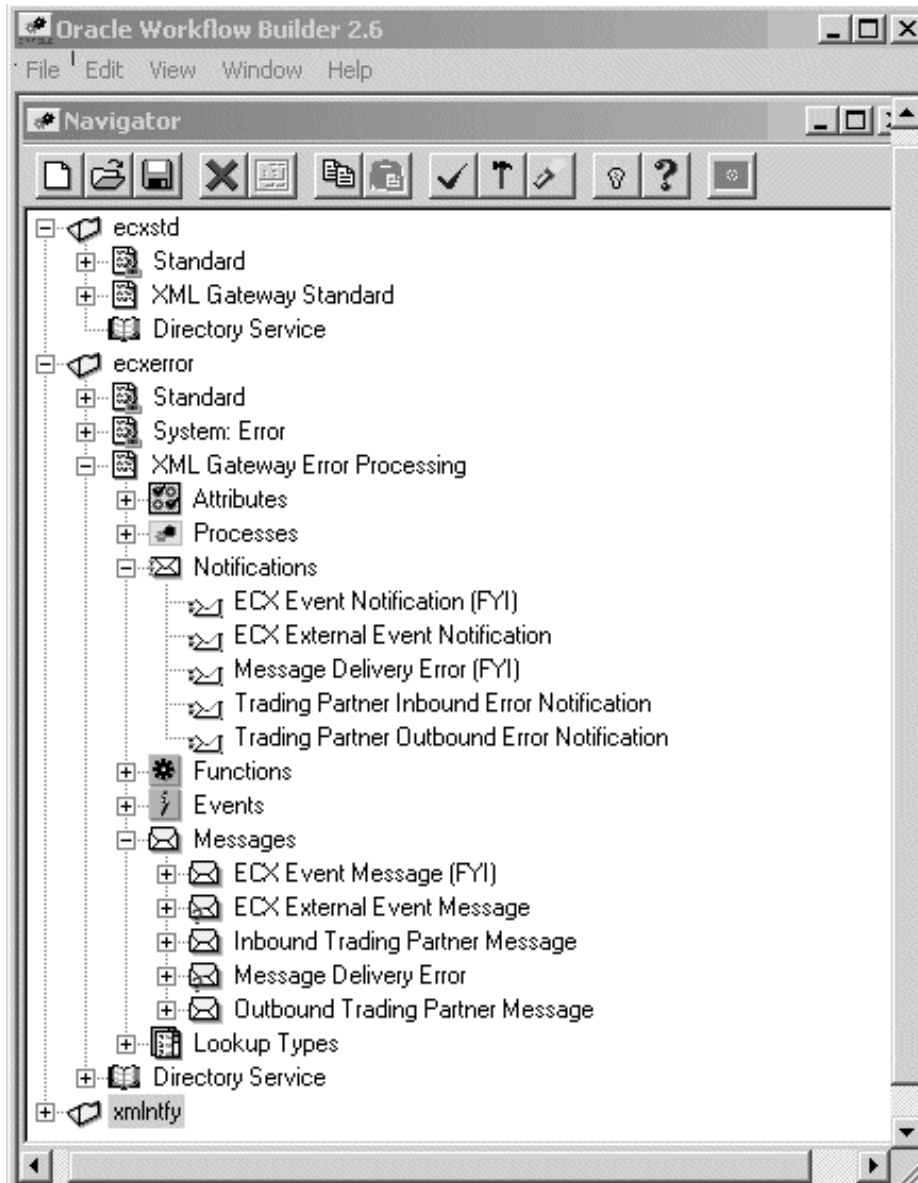 Oracle Workflow Builder 2.6
File Edit View Window Help
Navigator
ecxstd
Standard
XML Gateway Standard
Directory Service
ecxerror
Standard
System: Error
XML Gateway Error Processing
Attributes
Processes
Notifications
ECX Event Notification (FYI)
ECX External Event Notification
Message Delivery Error (FYI)
Trading Partner Inbound Error Notification
Trading Partner Outbound Error Notification
Functions
Events
Messages
ECX Event Message (FYI)
ECX External Event Message
Inbound Trading Partner Message
Message Delivery Error
Outbound Trading Partner Message
Lookup Types
Directory Service
xmlntfy